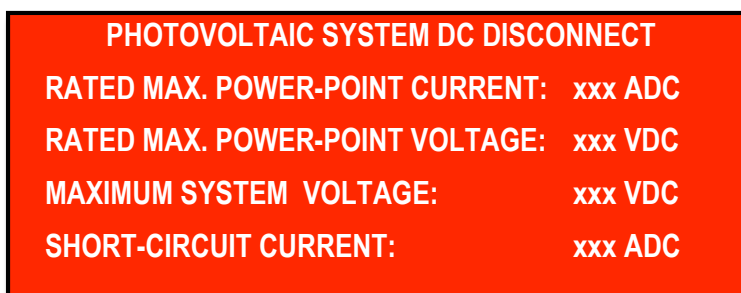 PHOTOVOLTAIC SYSTEM DC DISCONNECT
RATED MAX. POWER-POINT CURRENT: xxx ADC
RATED MAX. POWER-POINT VOLTAGE: xxx VDC
MAXIMUM SYSTEM VOLTAGE: xxx VDC
SHORT-CIRCUIT CURRENT: xxx ADC